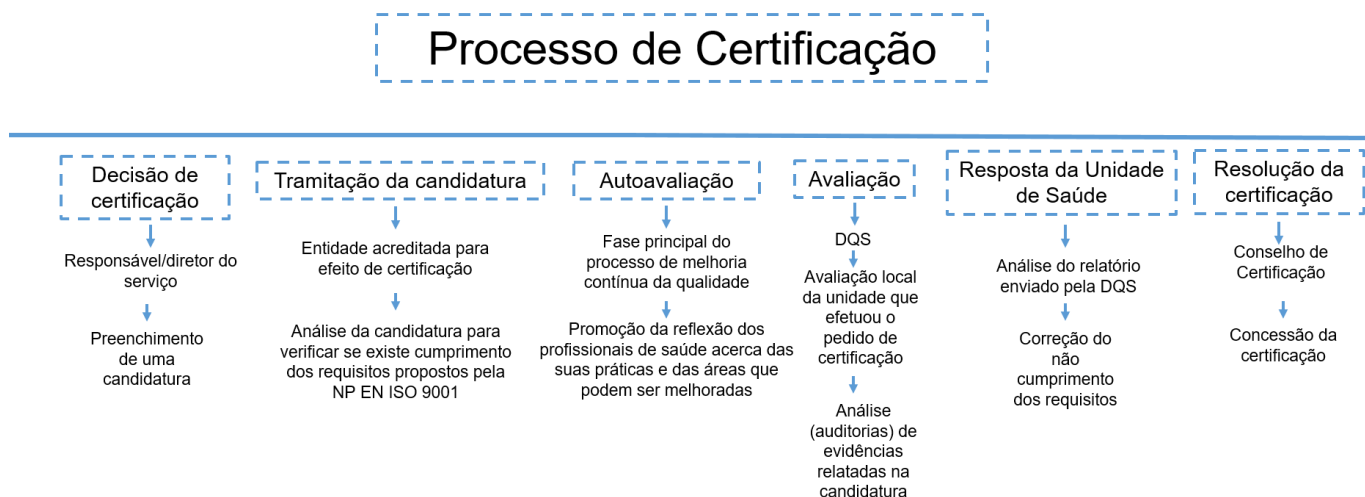 Processo de Certificação
Decisão de
certificação
Responsável/diretor do
serviço
Preenchimento
de uma
candidatura
Tramitação da candidatura
Entidade acreditada para
efeito de certificação
Análise da candidatura para
verificar se existe cumprimento
dos requisitos propostos pela
NP EN ISO 9001
Autoavaliação
Fase principal do
processo de melhoria
contínua da qualidade
Promoção da reflexão dos
profissionais de saúde acerca das
suas práticas e das áreas que
podem ser melhoradas
Avaliação
DQS
Avaliação local
da unidade que
efetuou o
pedido de
certificação
Análise
(auditorias) de
evidências
relatadas na
candidatura
Resposta da Unidade
de Saúde
Análise do relatório
enviado pela DQS
Correção do
não
cumprimento
dos requisitos
Resolução da
certificação
Conselho de
Certificação
Concessão da
certificação